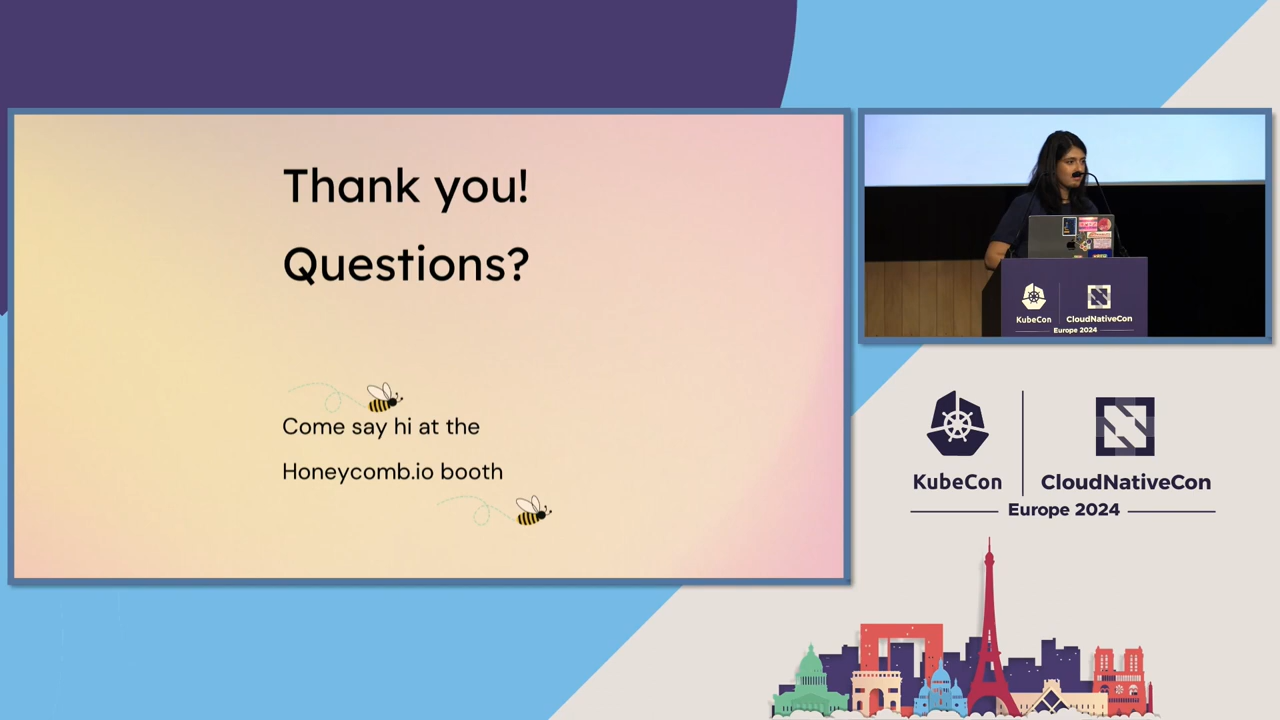 Thank you!
Questions?
Come say hi at the
Honeycomb.io booth
KubeCon
CloudNativeCon
Europe 2024
KubeCon
CloudNativeCon
Europe 2024